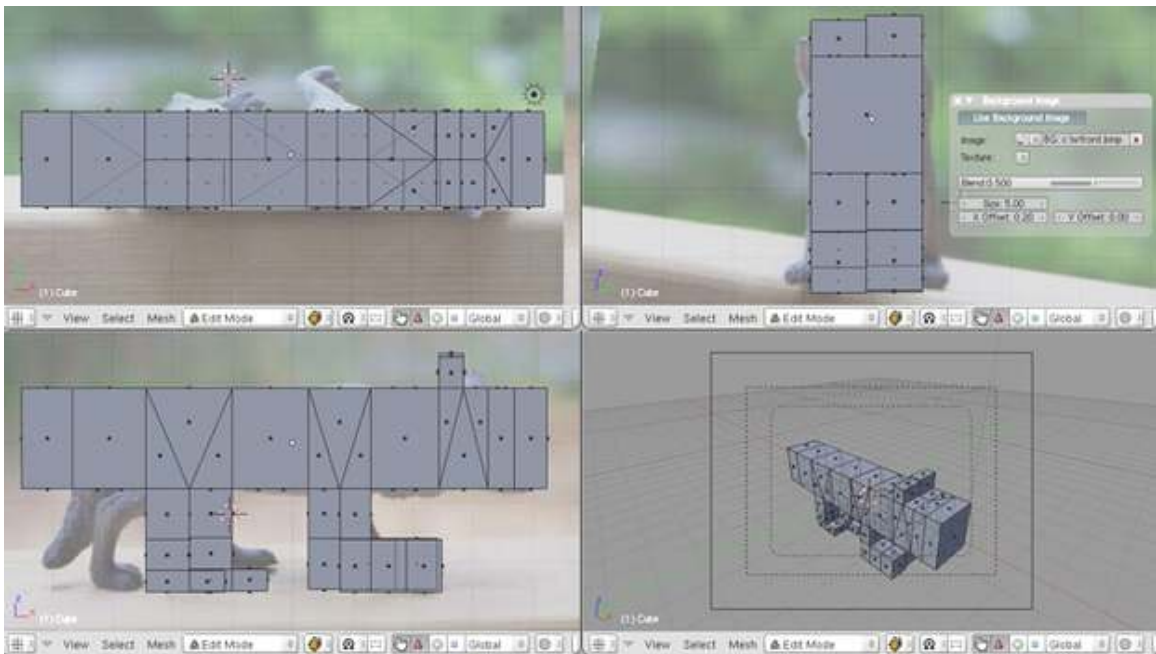 Background Image
Use Background Image
Image:
Texture:
Blend:0.500
Size: 5.00
X Offset: 0.20
Y Offset: 0.00
(1) Cube
(1) Cube
View Select Mesh Edit Mode Global
View Select Mesh Edit Mode Global
(1) Cube
(1) Cube
View Select Mesh Edit Mode Global
View Select Mesh Edit Mode Global